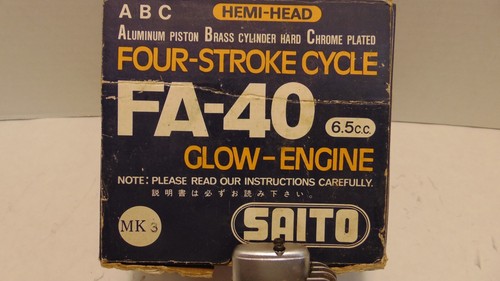 ABC HEMI-HEAD
ALUMINUM PISTON BRASS CYLINDER HARD CHROME PLATED
FOUR-STROKE CYCLE
FA-40 6.5C.C.
GLOW-ENGINE
NOTE: PLEASE READ OUR INSTRUCTIONS CAREFULLY.
説明書は必ずお読み下さい。
MK3 SAITO